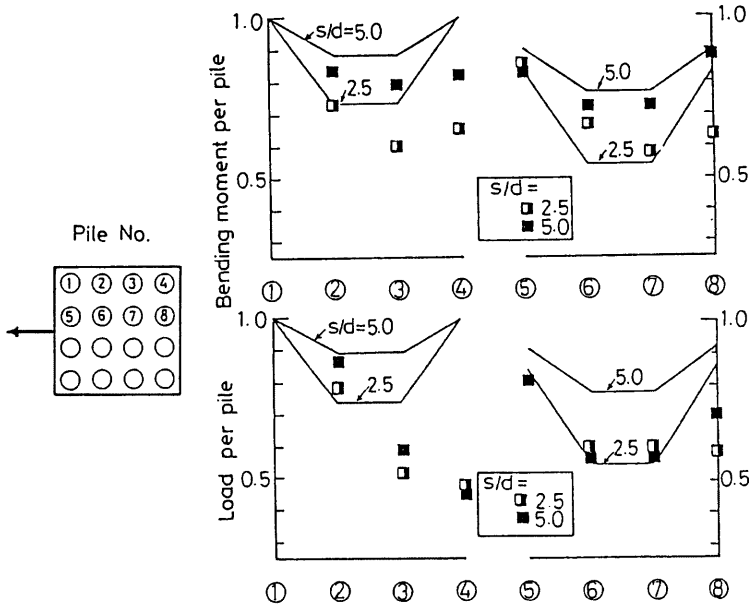 1.0
s/d=5.0
2.5
0.5
Bending moment per pile
5.0
2.5
1.0
0.5
s/d=
2.5
5.0
① ② ③ ④ ⑤ ⑥ ⑦ ⑧
Pile No.
① ② ③ ④
⑤ ⑥ ⑦ ⑧
1.0
s/d=5.0
2.5
0.5
Load per pile
5.0
2.5
1.0
0.5
s/d=
2.5
5.0
① ② ③ ④ ⑤ ⑥ ⑦ ⑧